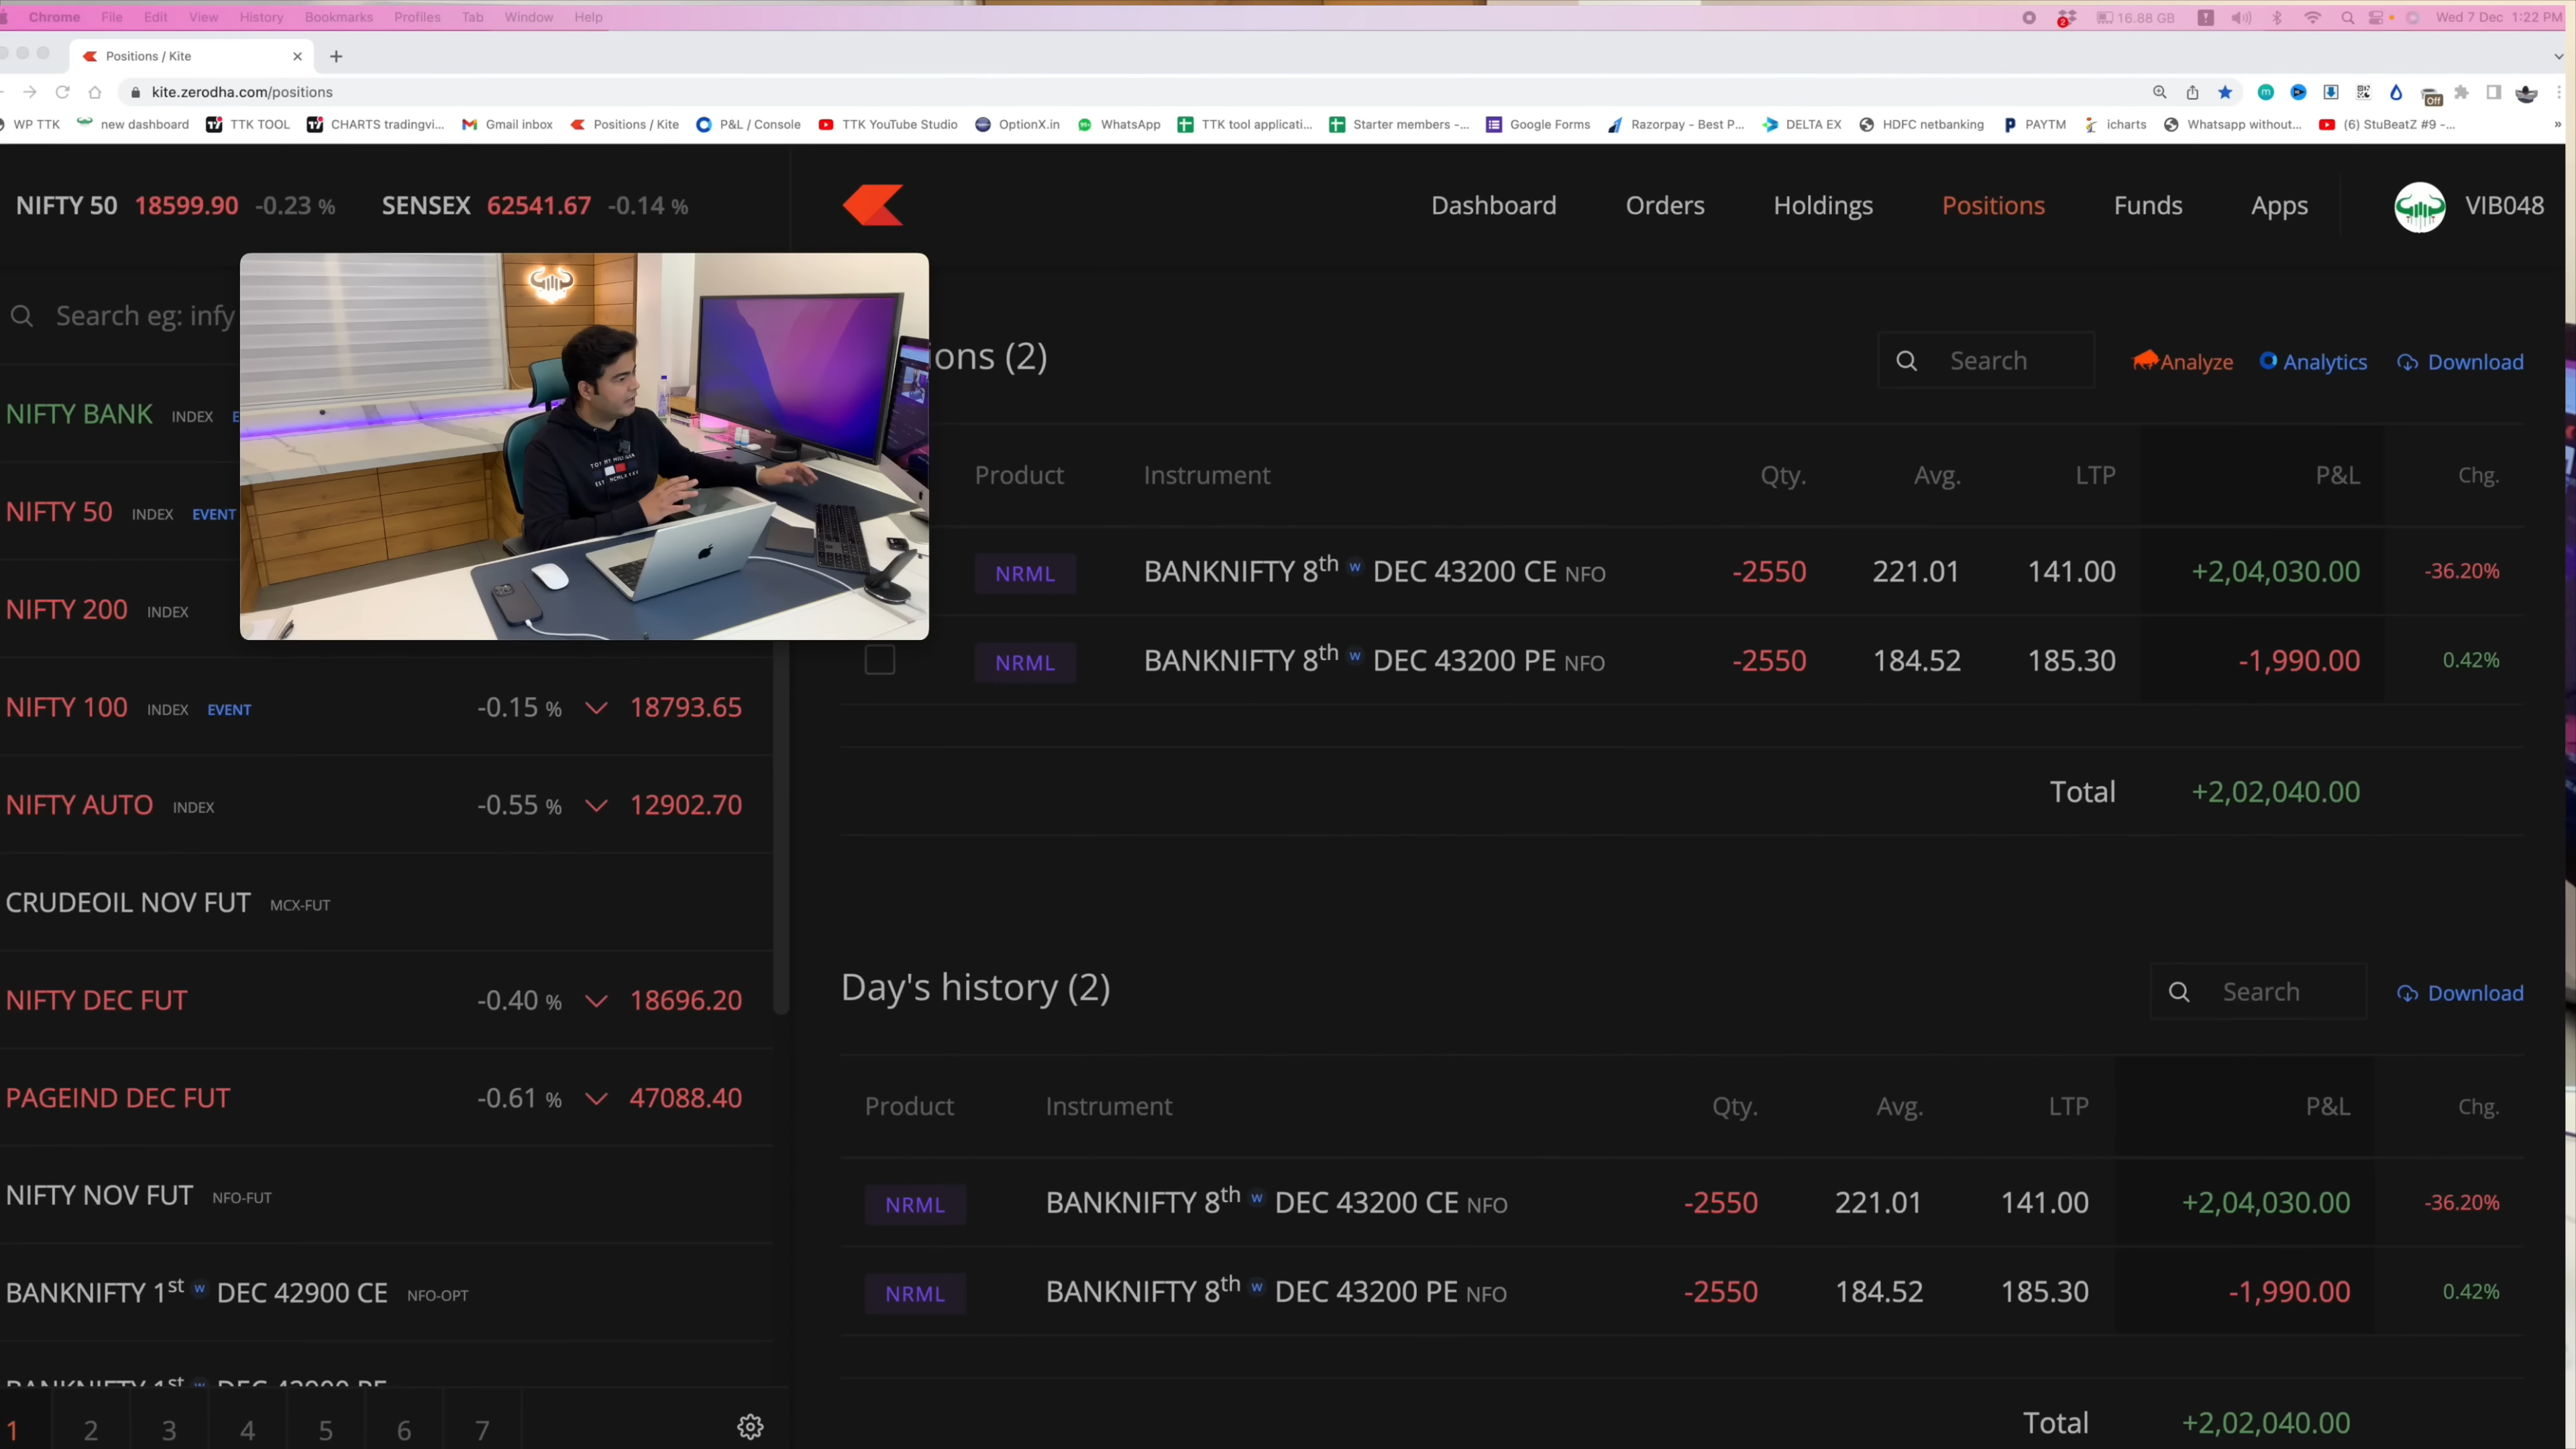 Chrome File Edit View History Bookmarks Profiles Tab Window Help 2 16.88 GB Wed 7 Dec 1:22 PM
Positions / Kite
kite.zerodha.com/positions
Off
WP TTK new dashboard TTK TOOL CHARTS tradingvi... Gmail inbox Positions / Kite P&L / Console TTK YouTube Studio OptionX.in WhatsApp TTK tool applicati... Starter members -... Google Forms Razorpay - Best P... DELTA EX HDFC netbanking PAYTM icharts Whatsapp without... (6) StuBeatZ #9 -... »
NIFTY 50 18599.90 -0.23 % SENSEX 62541.67 -0.14 %
Dashboard Orders Holdings Positions Funds Apps VIB048
Search eg: infy
NIFTY BANK INDEX E
NIFTY 50 INDEX EVENT
NIFTY 200 INDEX
NIFTY 100 INDEX EVENT -0.15 % 18793.65
NIFTY AUTO INDEX -0.55 % 12902.70
CRUDEOIL NOV FUT MCX-FUT
NIFTY DEC FUT -0.40 % 18696.20
PAGEIND DEC FUT -0.61 % 47088.40
NIFTY NOV FUT NFO-FUT
BANKNIFTY 1st w DEC 42900 CE NFO-OPT
BANKNIFTY 1st w DEC 42900 PE
1 2 3 4 5 6 7
ons (2)
Search Analyze Analytics Download
Product Instrument Qty. Avg. LTP P&L Chg.
NRML BANKNIFTY 8th w DEC 43200 CE NFO -2550 221.01 141.00 +2,04,030.00 -36.20%
NRML BANKNIFTY 8th w DEC 43200 PE NFO -2550 184.52 185.30 -1,990.00 0.42%
Total +2,02,040.00
Day's history (2)
Search Download
Product Instrument Qty. Avg. LTP P&L Chg.
NRML BANKNIFTY 8th w DEC 43200 CE NFO -2550 221.01 141.00 +2,04,030.00 -36.20%
NRML BANKNIFTY 8th w DEC 43200 PE NFO -2550 184.52 185.30 -1,990.00 0.42%
Total +2,02,040.00